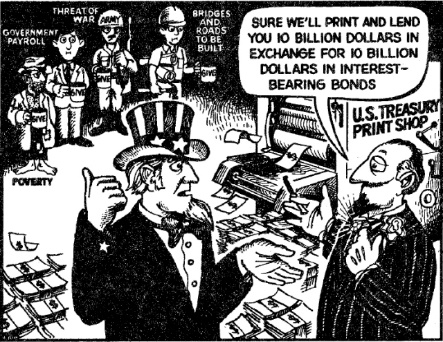 THREAT OF
WAR
GOVERNMENT
PAYROLL
ARMY
BRIDGES
AND
ROADS
TO BE
BUILT
GIVE
GIVE
GIVE
GIVE
POVERTY
SURE WE'LL PRINT AND LEND
YOU 10 BILLION DOLLARS IN
EXCHANGE FOR 10 BILLION
DOLLARS IN INTEREST-
BEARING BONDS
U.S. TREASURY
PRINT SHOP